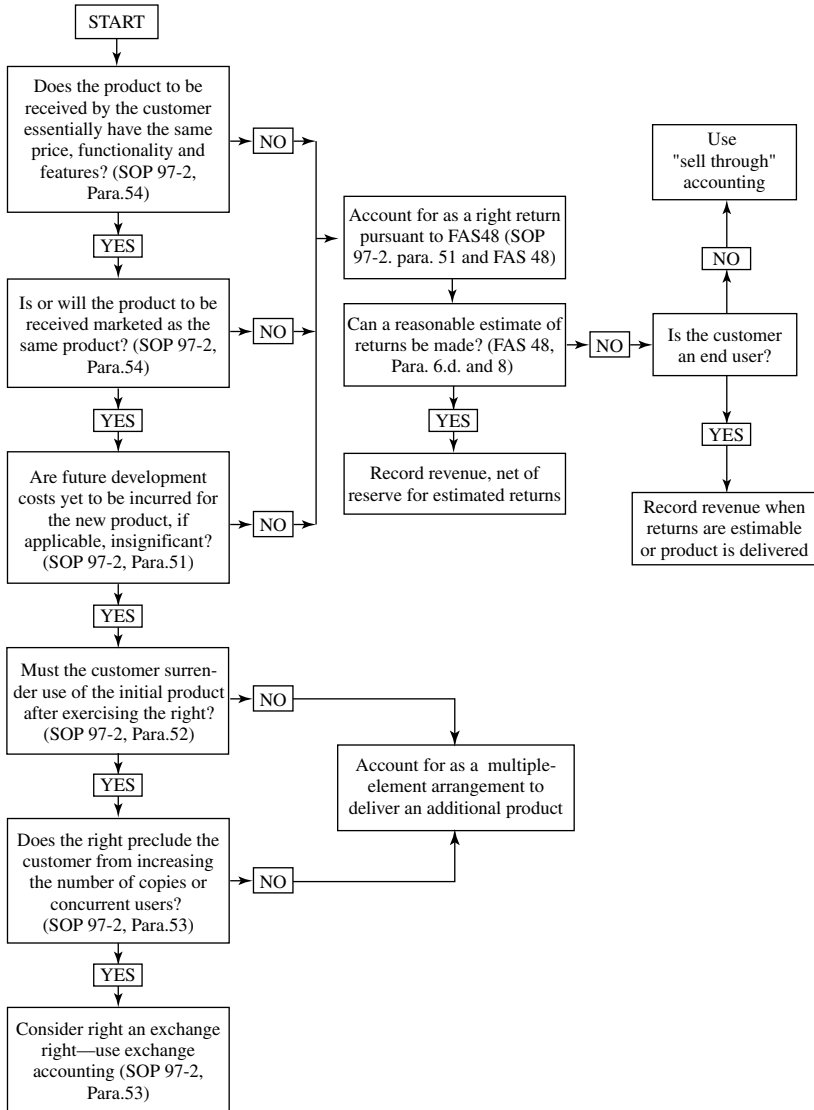 START
Does the product to be
received by the customer
essentially have the same
price, functionality and
features? (SOP 97-2,
Para.54)
NO
YES
Is or will the product to be
received marketed as the
same product? (SOP 97-2,
Para.54)
NO
YES
Are future development
costs yet to be incurred for
the new product, if
applicable, insignificant?
(SOP 97-2, Para.51)
NO
YES
Must the customer surren-
der use of the initial product
after exercising the right?
(SOP 97-2, Para.52)
NO
YES
Does the right preclude the
customer from increasing
the number of copies or
concurrent users?
(SOP 97-2, Para.53)
NO
YES
Consider right an exchange
right—use exchange
accounting (SOP 97-2,
Para.53)
Account for as a right return
pursuant to FAS48 (SOP
97-2. para. 51 and FAS 48)
Can a reasonable estimate of
returns be made? (FAS 48,
Para. 6.d. and 8)
NO
YES
Record revenue, net of
reserve for estimated returns
Account for as a multiple-
element arrangement to
deliver an additional product
Use
"sell through"
accounting
NO
Is the customer
an end user?
YES
Record revenue when
returns are estimable
or product is delivered